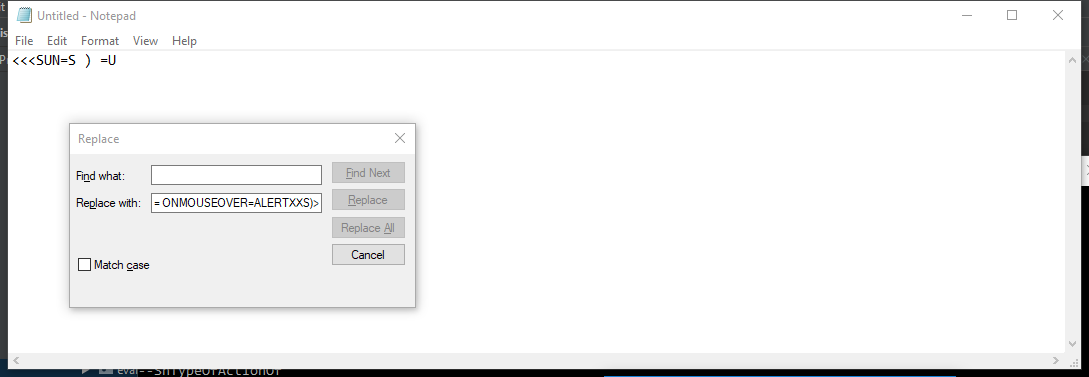 Untitled - Notepad
File Edit Format View Help
<<<SUN=S ) =U
Replace
Find what:
Find Next
Replace with: = ONMOUSEOVER=ALERTXXS)>
Replace
Replace All
Cancel
Match case
eval--ShTypeOfActionOf